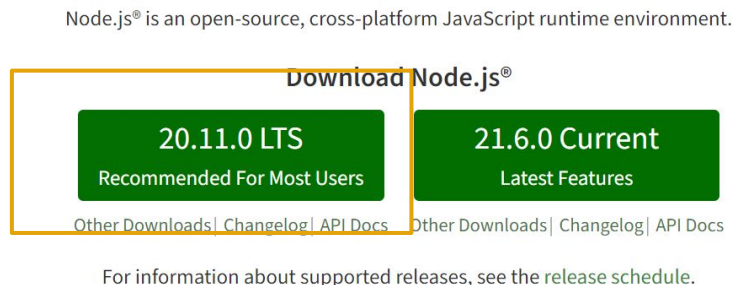 Node.js® is an open-source, cross-platform JavaScript runtime environment.
Download Node.js®
20.11.0 LTS
Recommended For Most Users
21.6.0 Current
Latest Features
Other Downloads| Changelog| API Docs
Other Downloads| Changelog| API Docs
For information about supported releases, see the release schedule.